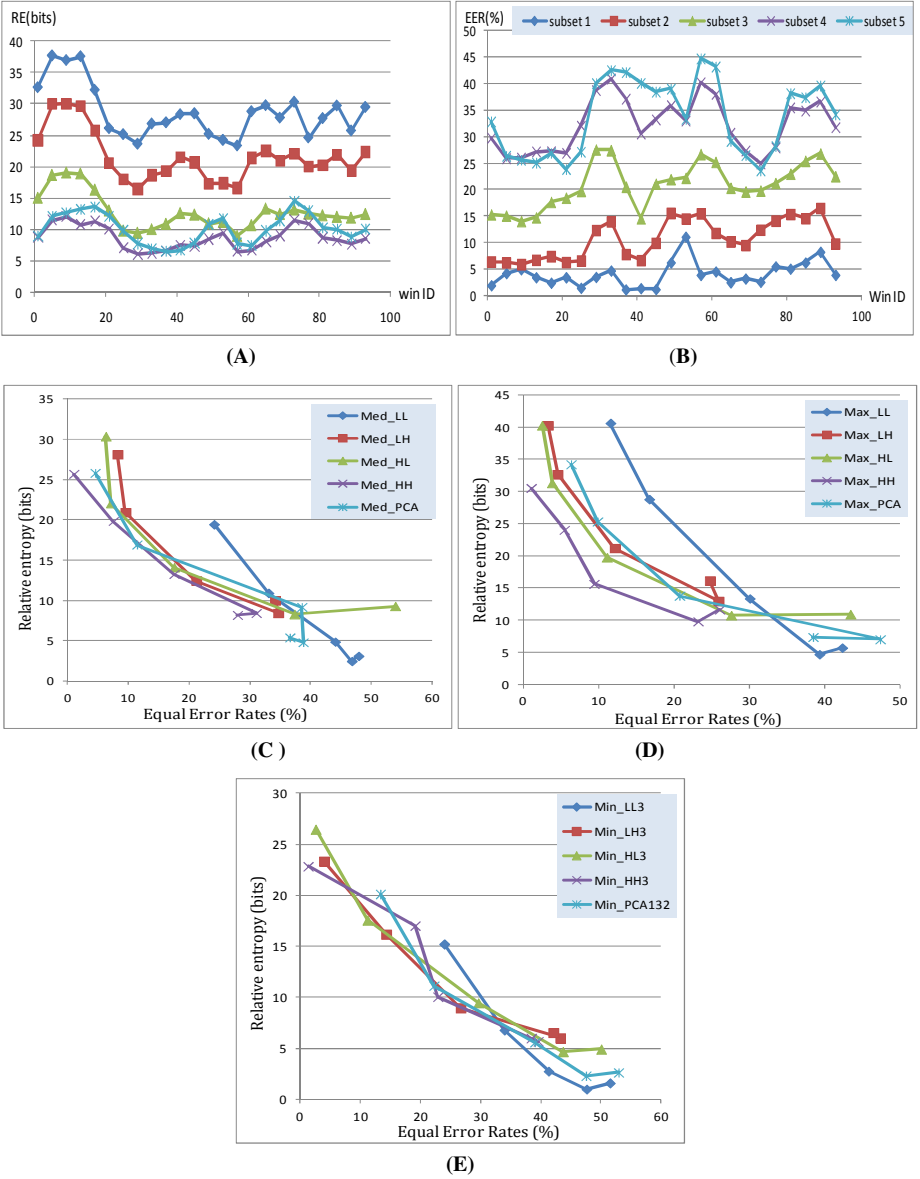 RE(bits)
40
35
30
25
20
15
10
5
0
0 20 40 60 80 100
win ID
(A)
EER(%)
subset 1 subset 2 subset 3 subset 4 subset 5
50
45
40
35
30
25
20
15
10
5
0
0 20 40 60 80 100
Win ID
(B)
35
30
25
20
15
10
5
0
Relative entropy (bits)
Med_LL
Med_LH
Med_HL
Med_HH
Med_PCA
0 10 20 30 40 50 60
Equal Error Rates (%)
(C )
45
40
35
30
25
20
15
10
5
0
Relative entropy (bits)
Max_LL
Max_LH
Max_HL
Max_HH
Max_PCA
0 10 20 30 40 50
Equal Error Rates (%)
(D)
30
25
20
15
10
5
0
Relative entropy (bits)
Min_LL3
Min_LH3
Min_HL3
Min_HH3
Min_PCA132
0 10 20 30 40 50 60
Equal Error Rates (%)
(E)